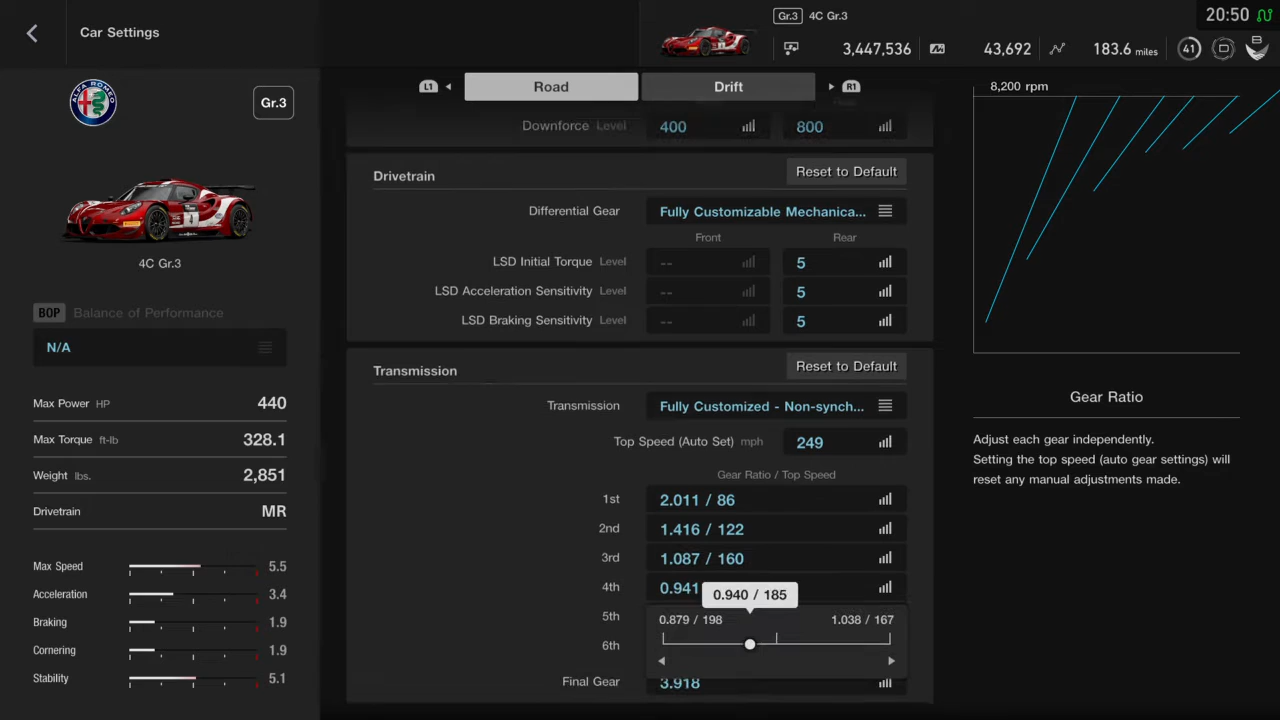 Car Settings
Gr.3 4C Gr.3
3,447,536 43,692 183.6 miles 41
20:50
B
ALFA ROMEO
Gr.3
4C Gr.3
BOP Balance of Performance
N/A
Max Power HP 440
Max Torque ft-lb 328.1
Weight lbs. 2,851
Drivetrain MR
Max Speed 5.5
Acceleration 3.4
Braking 1.9
Cornering 1.9
Stability 5.1
L1 Road Drift R1
Downforce Level 400 800
Drivetrain Reset to Default
Differential Gear Fully Customizable Mechanica...
Front Rear
LSD Initial Torque Level -- 5
LSD Acceleration Sensitivity Level -- 5
LSD Braking Sensitivity Level -- 5
Transmission Reset to Default
Transmission Fully Customized - Non-synch...
Top Speed (Auto Set) mph 249
Gear Ratio / Top Speed
1st 2.011 / 86
2nd 1.416 / 122
3rd 1.087 / 160
4th 0.941
0.940 / 185
5th 0.879 / 198 1.038 / 167
6th
Final Gear 3.918
8,200 rpm
Gear Ratio
Adjust each gear independently.
Setting the top speed (auto gear settings) will
reset any manual adjustments made.